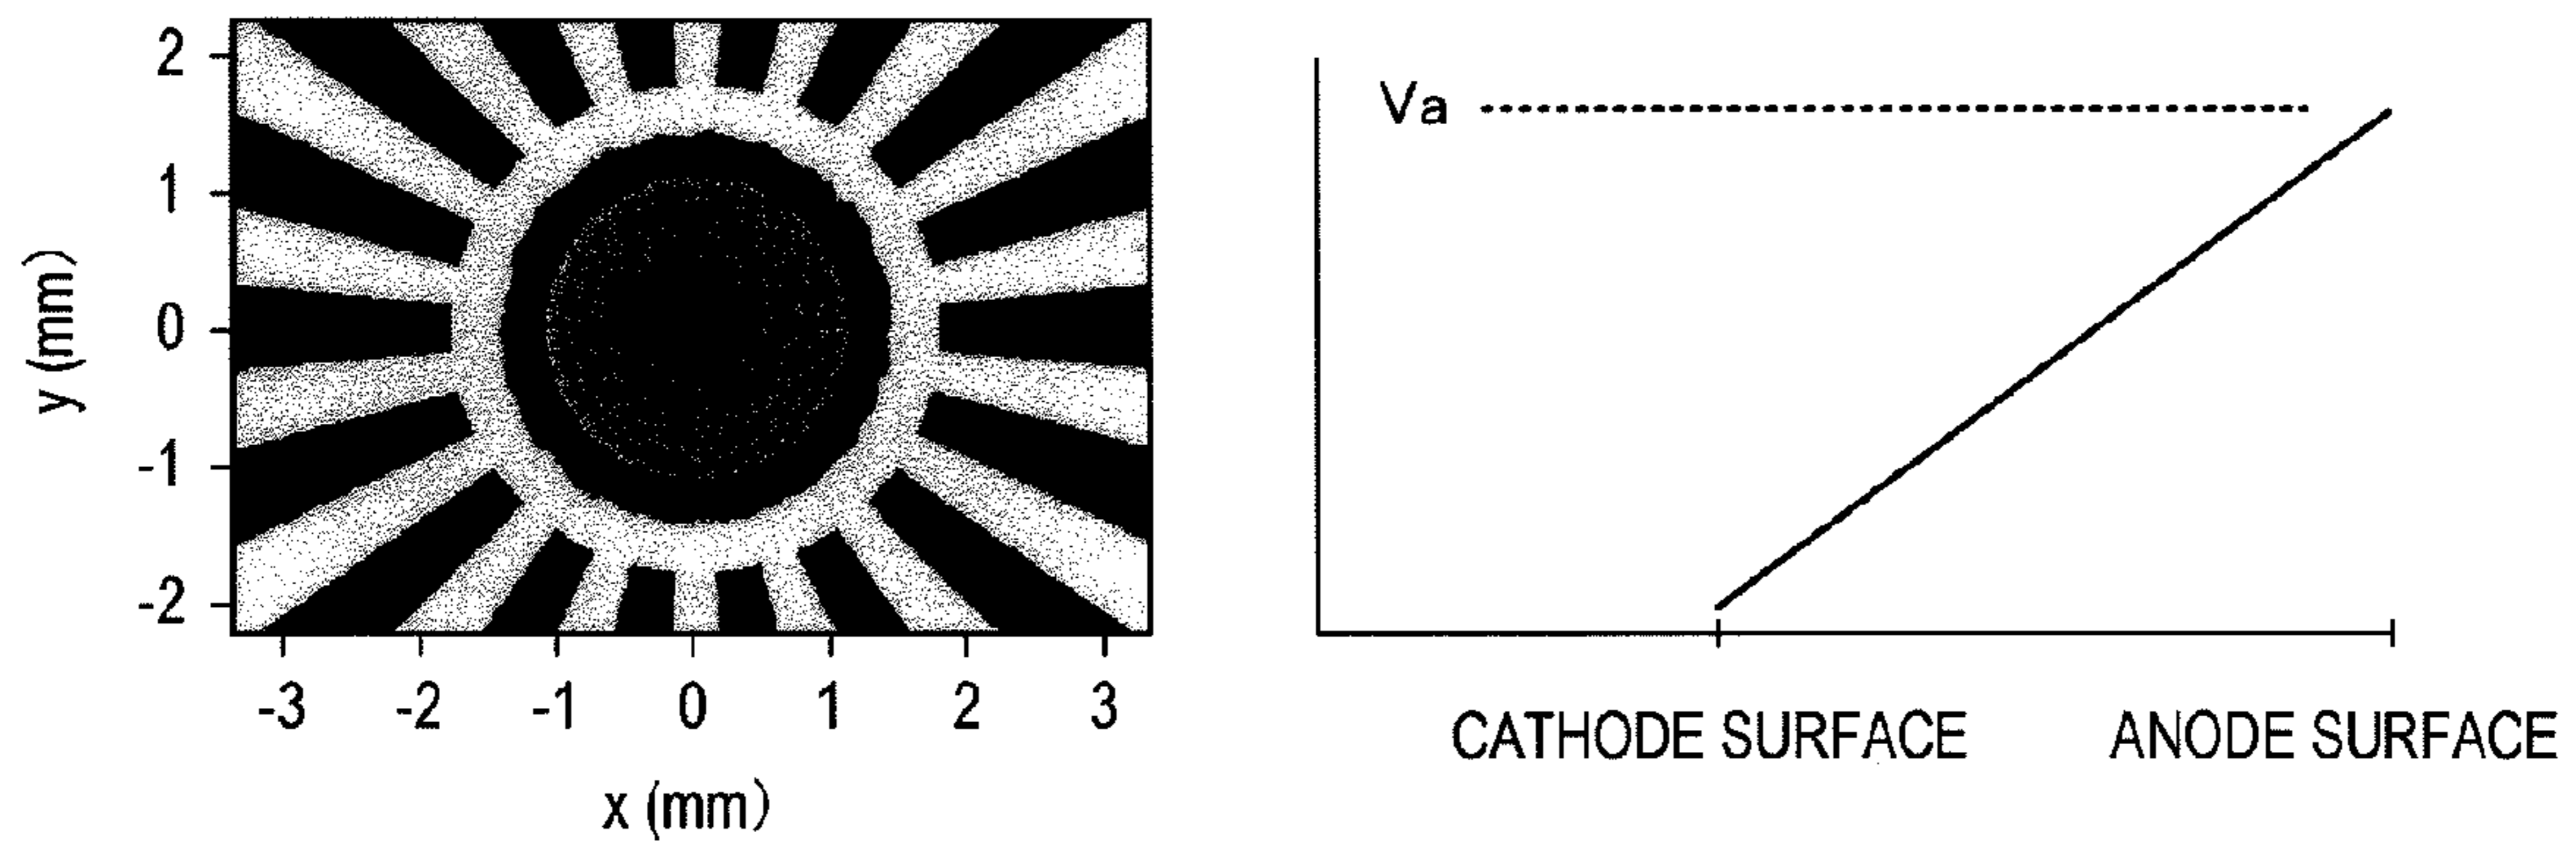 2
1
0
-1
-2
y (mm)
-3 -2 -1 0 1 2 3
x (mm)
Va
CATHODE SURFACE ANODE SURFACE